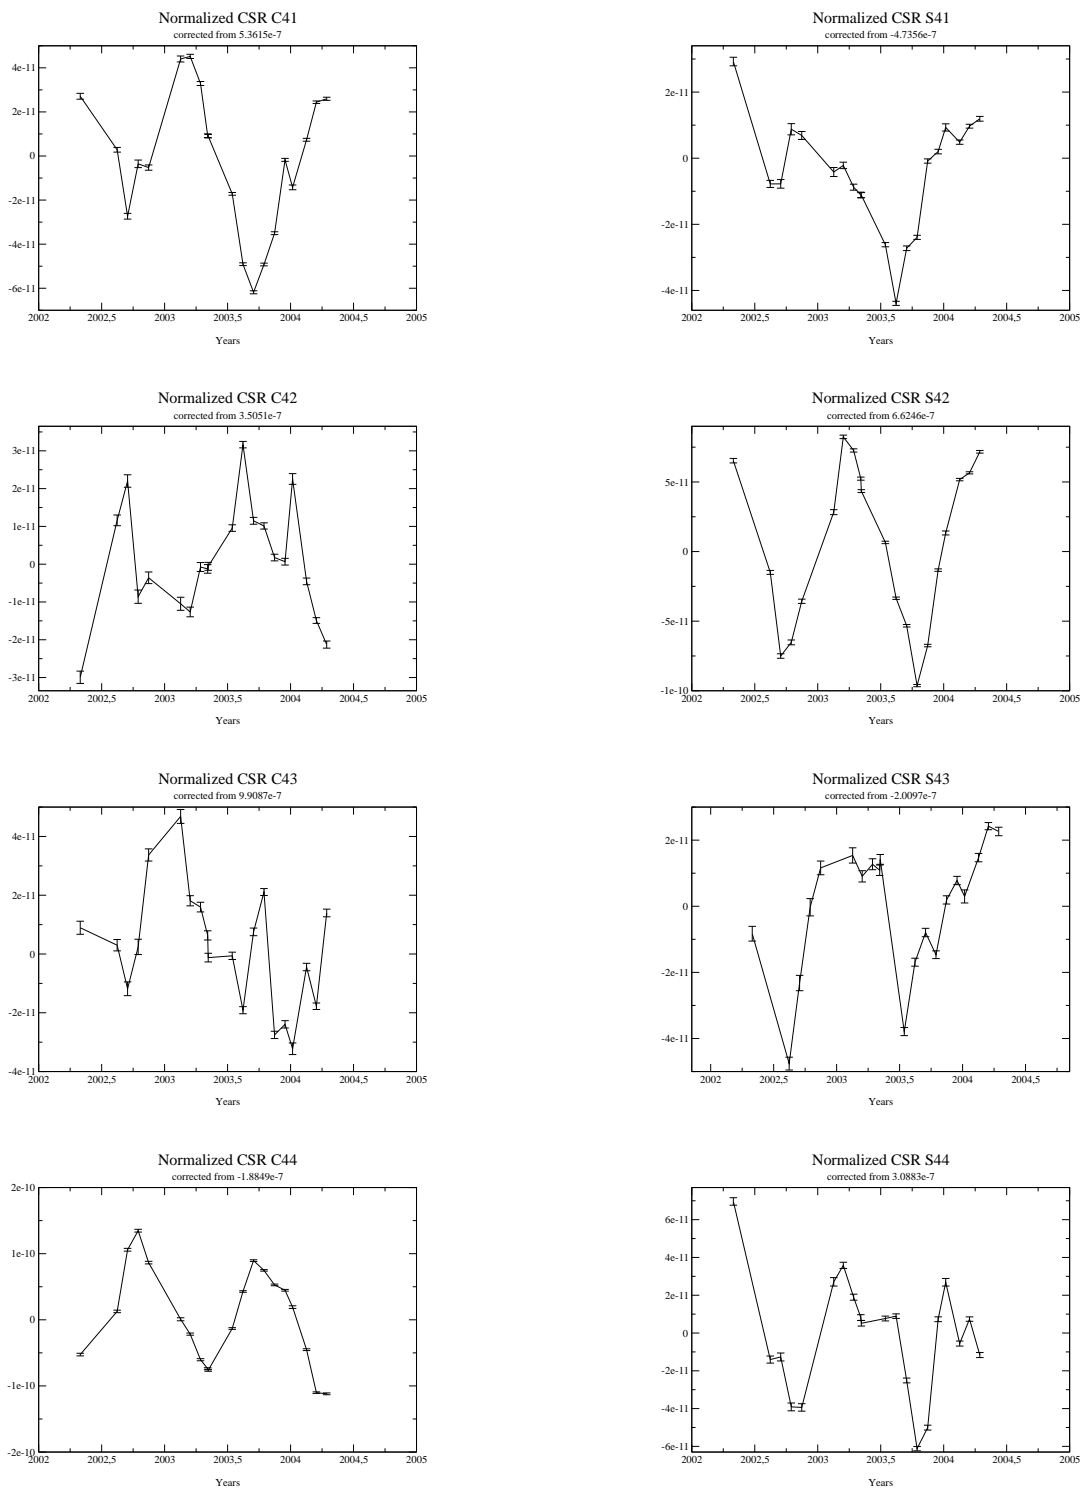 Normalized CSR C41
corrected from 5.3615e-7
4e-11
2e-11
0
-2e-11
-4e-11
-6e-11
2002 2002,5 2003 2003,5 2004 2004,5 2005
Years
Normalized CSR S41
corrected from -4.7356e-7
2e-11
0
-2e-11
-4e-11
2002 2002,5 2003 2003,5 2004 2004,5 2005
Years
Normalized CSR C42
corrected from 3.5051e-7
3e-11
2e-11
1e-11
0
-1e-11
-2e-11
-3e-11
2002 2002,5 2003 2003,5 2004 2004,5 2005
Years
Normalized CSR S42
corrected from 6.6246e-7
5e-11
0
-5e-11
-1e-10
2002 2002,5 2003 2003,5 2004 2004,5 2005
Years
Normalized CSR C43
corrected from 9.9087e-7
4e-11
2e-11
0
-2e-11
-4e-11
2002 2002,5 2003 2003,5 2004 2004,5 2005
Years
Normalized CSR S43
corrected from -2.0097e-7
2e-11
0
-2e-11
-4e-11
2002 2002,5 2003 2003,5 2004 2004,5
Years
Normalized CSR C44
corrected from -1.8849e-7
2e-10
1e-10
0
-1e-10
-2e-10
2002 2002,5 2003 2003,5 2004 2004,5 2005
Years
Normalized CSR S44
corrected from 3.0883e-7
6e-11
4e-11
2e-11
0
-2e-11
-4e-11
-6e-11
2002 2002,5 2003 2003,5 2004 2004,5 2005
Years